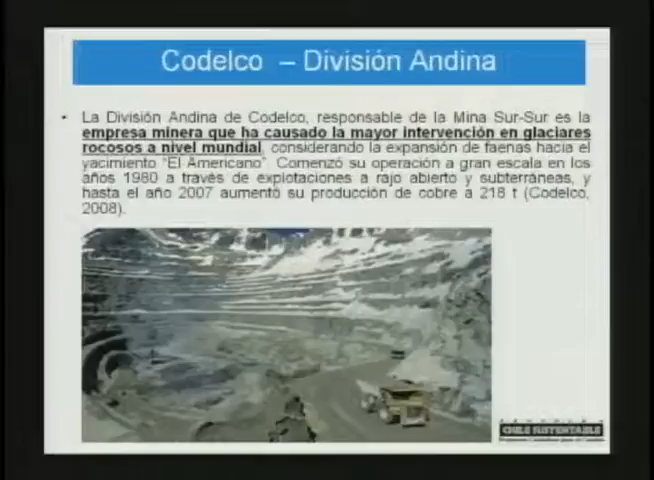 Codelco – División Andina
• La División Andina de Codelco, responsable de la Mina Sur-Sur es la
empresa minera que ha causado la mayor intervención en glaciares
rocosos a nivel mundial, considerando la expansión de faenas hacia el
yacimiento "El Americano". Comenzó su operación a gran escala en los
años 1980 a través de explotaciones a rajo abierto y subterráneas, y
hasta el año 2007 aumentó su producción de cobre a 218 t (Codelco,
2008).
CHILE SUSTENTABLE